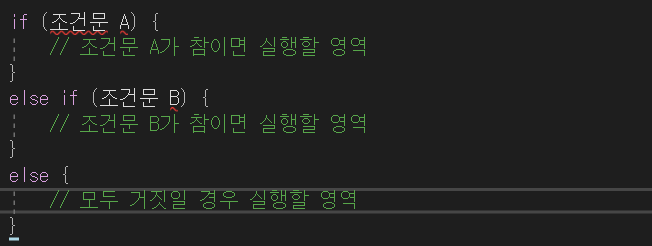 if (조건문 A) {
// 조건문 A가 참이면 실행할 영역
}
else if (조건문 B) {
// 조건문 B가 참이면 실행할 영역
}
else {
// 모두 거짓일 경우 실행할 영역
}